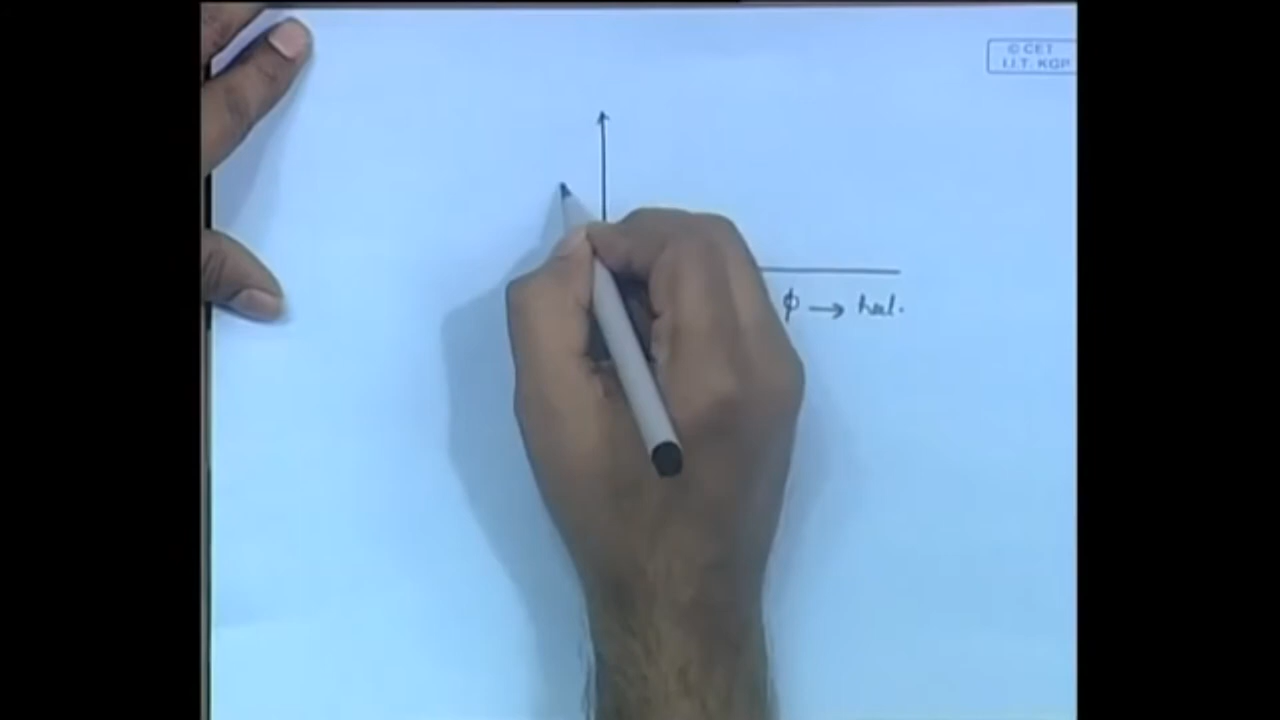 © CET
I.I.T. KGP
ϕ → hal.